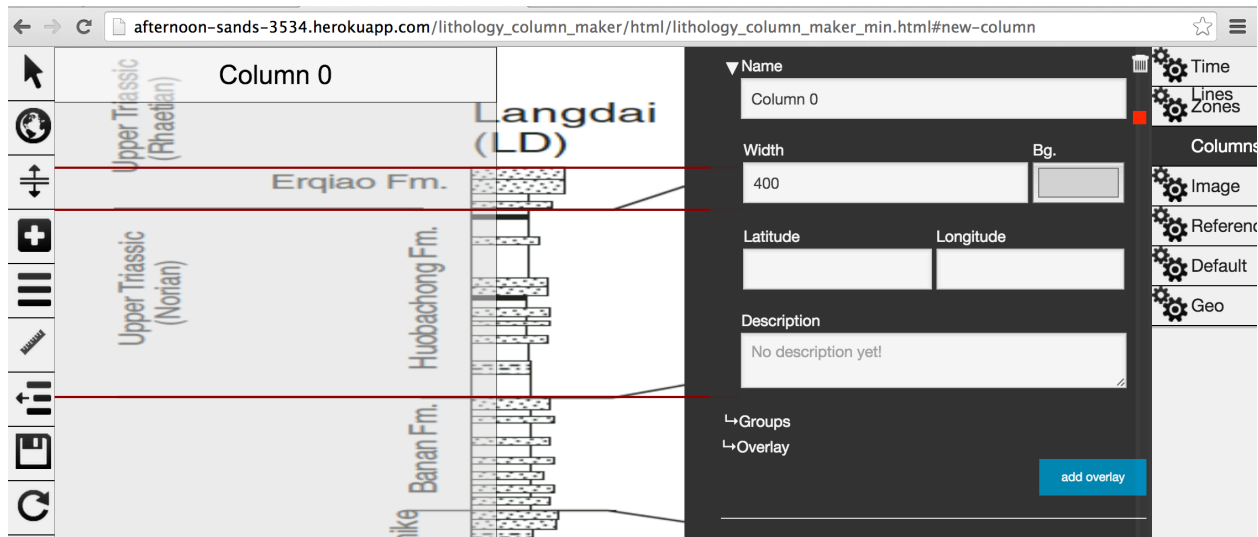 afternoon-sands-3534.herokuapp.com/lithology_column_maker/html/lithology_column_maker_min.html#new-column
Column 0
Upper Triassic
(Rhaetian)
Langdai
(LD)
Erqiao Fm.
Upper Triassic
(Norian)
Huobachong Fm.
Banan Fm.
Name
Column 0
Width
Bg.
400
Latitude
Longitude
Description
No description yet!
Groups
Overlay
add overlay
Time
Lines
Zones
Columns
Image
Referenc
Default
Geo